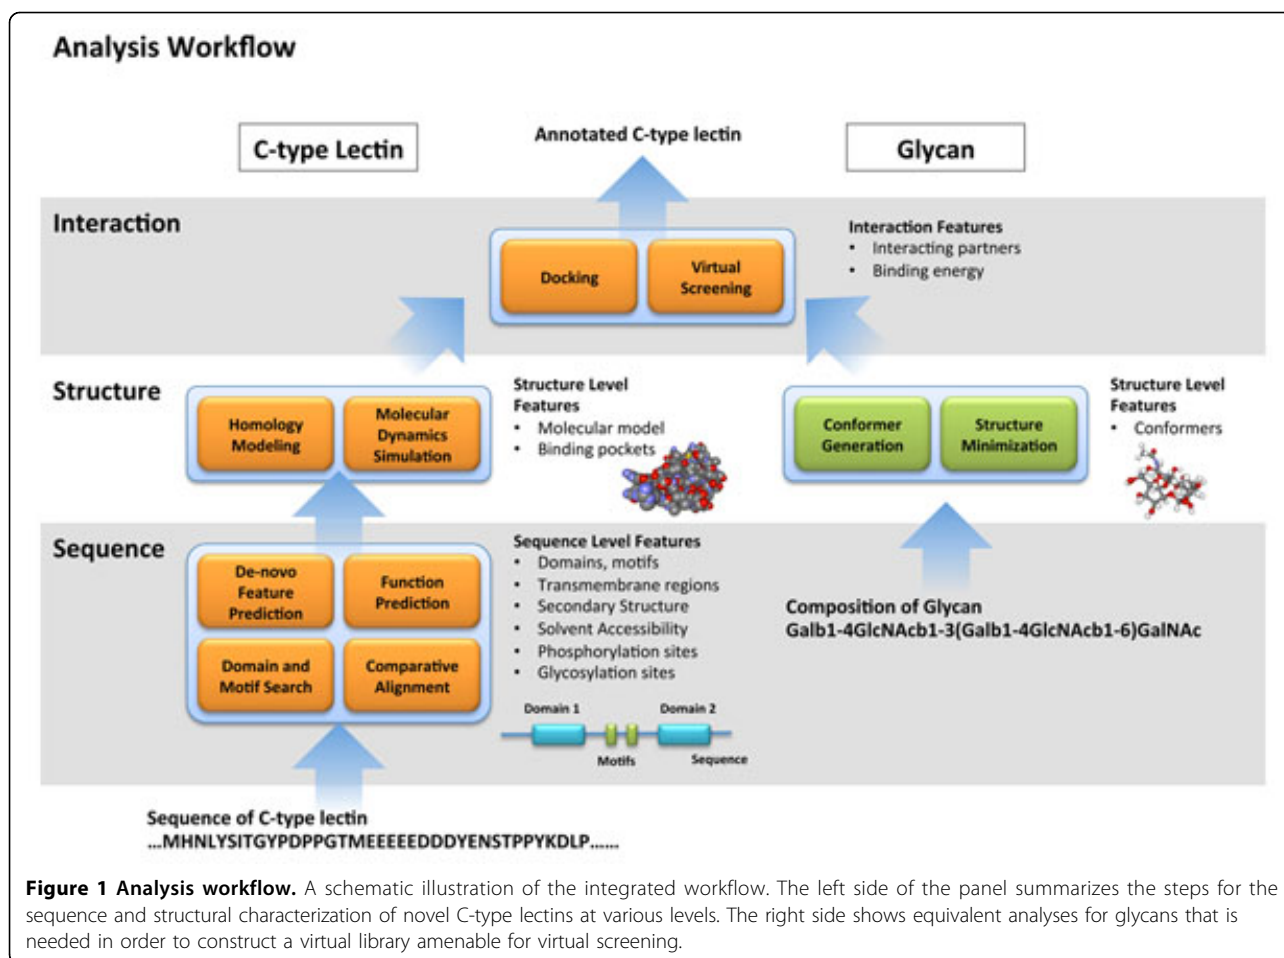 Analysis Workflow
C-type Lectin
Annotated C-type lectin
Glycan
Interaction
Docking
Virtual
Screening
Interaction Features
• Interacting partners
• Binding energy
Structure
Homology
Modeling
Molecular
Dynamics
Simulation
Structure Level
Features
• Molecular model
• Binding pockets
Conformer
Generation
Structure
Minimization
Structure Level
Features
• Conformers
Sequence
De-novo
Feature
Prediction
Function
Prediction
Domain and
Motif Search
Comparative
Alignment
Sequence Level Features
• Domains, motifs
• Transmembrane regions
• Secondary Structure
• Solvent Accessibility
• Phosphorylation sites
• Glycosylation sites
Domain 1
Domain 2
Motifs
Sequence
Composition of Glycan
Galb1-4GlcNAcb1-3(Galb1-4GlcNAcb1-6)GalNAc
Sequence of C-type lectin
...MHNLYSITGYPDPPGTMEEEEEDDDYENSTPPYKDLP......
Figure 1 Analysis workflow. A schematic illustration of the integrated workflow. The left side of the panel summarizes the steps for the
sequence and structural characterization of novel C-type lectins at various levels. The right side shows equivalent analyses for glycans that is
needed in order to construct a virtual library amenable for virtual screening.